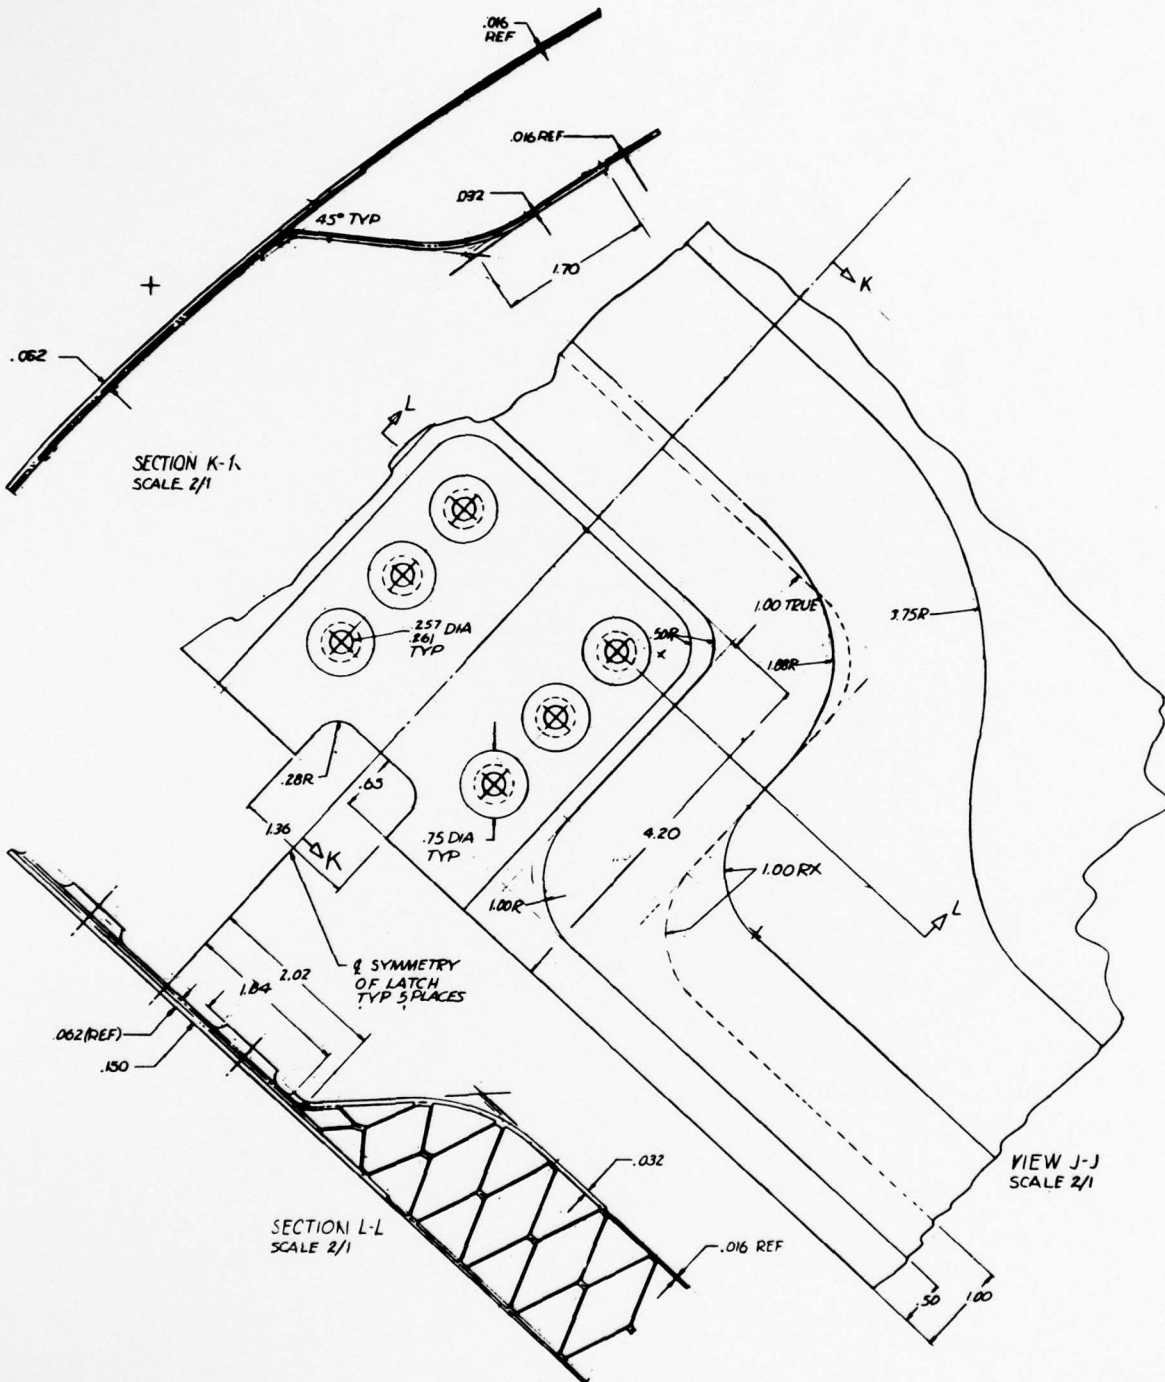 .016
REF
.016 REF
.032
45° TYP
1.70
K
.062
L
SECTION K-K
SCALE 2/1
.257 DIA
.261
TYP
.50R
X
1.00 TRUE
3.75R
1.88R
.28R
.65
1.36
K
.75 DIA
TYP
4.20
1.00 RX
1.00R
L
℄ SYMMETRY
OF LATCH
TYP 5 PLACES
2.02
1.84
.062(REF)
.150
.032
VIEW J-J
SCALE 2/1
SECTION L-L
SCALE 2/1
.016 REF
.50
1.00